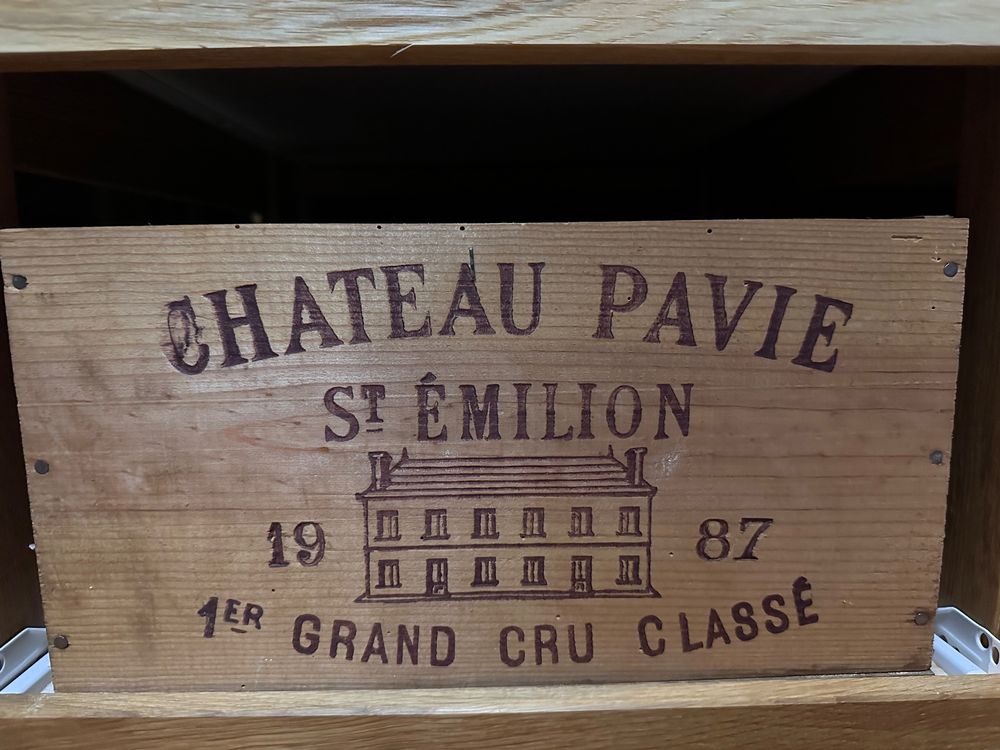 CHATEAU PAVIE
ST ÉMILION
19 87
1ER GRAND CRU CLASSÉ